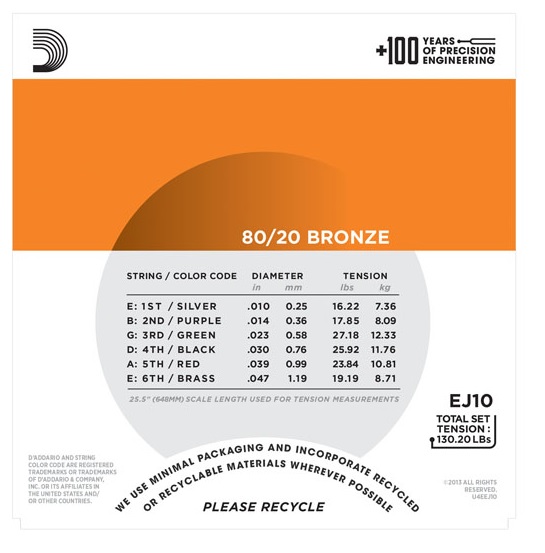 +100 YEARS OF PRECISION ENGINEERING
80/20 BRONZE
STRING / COLOR CODE DIAMETER TENSION
in mm lbs kg
E: 1ST / SILVER .010 0.25 16.22 7.36
B: 2ND / PURPLE .014 0.36 17.85 8.09
G: 3RD / GREEN .023 0.58 27.18 12.33
D: 4TH / BLACK .030 0.76 25.92 11.76
A: 5TH / RED .039 0.99 23.84 10.81
E: 6TH / BRASS .047 1.19 19.19 8.71
25.5" (648MM) SCALE LENGTH USED FOR TENSION MEASUREMENTS
EJ10
TOTAL SET
TENSION :
130.20 LBs
WE USE MINIMAL PACKAGING AND INCORPORATE RECYCLED
OR RECYCLABLE MATERIALS WHEREVER POSSIBLE
PLEASE RECYCLE
D'ADDARIO AND STRING
COLOR CODE ARE REGISTERED
TRADEMARKS OR TRADEMARKS
OF D'ADDARIO & COMPANY,
INC. OR ITS AFFILIATES IN
THE UNITED STATES AND/
OR OTHER COUNTRIES.
©2013 ALL RIGHTS
RESERVED.
U4EEJ10